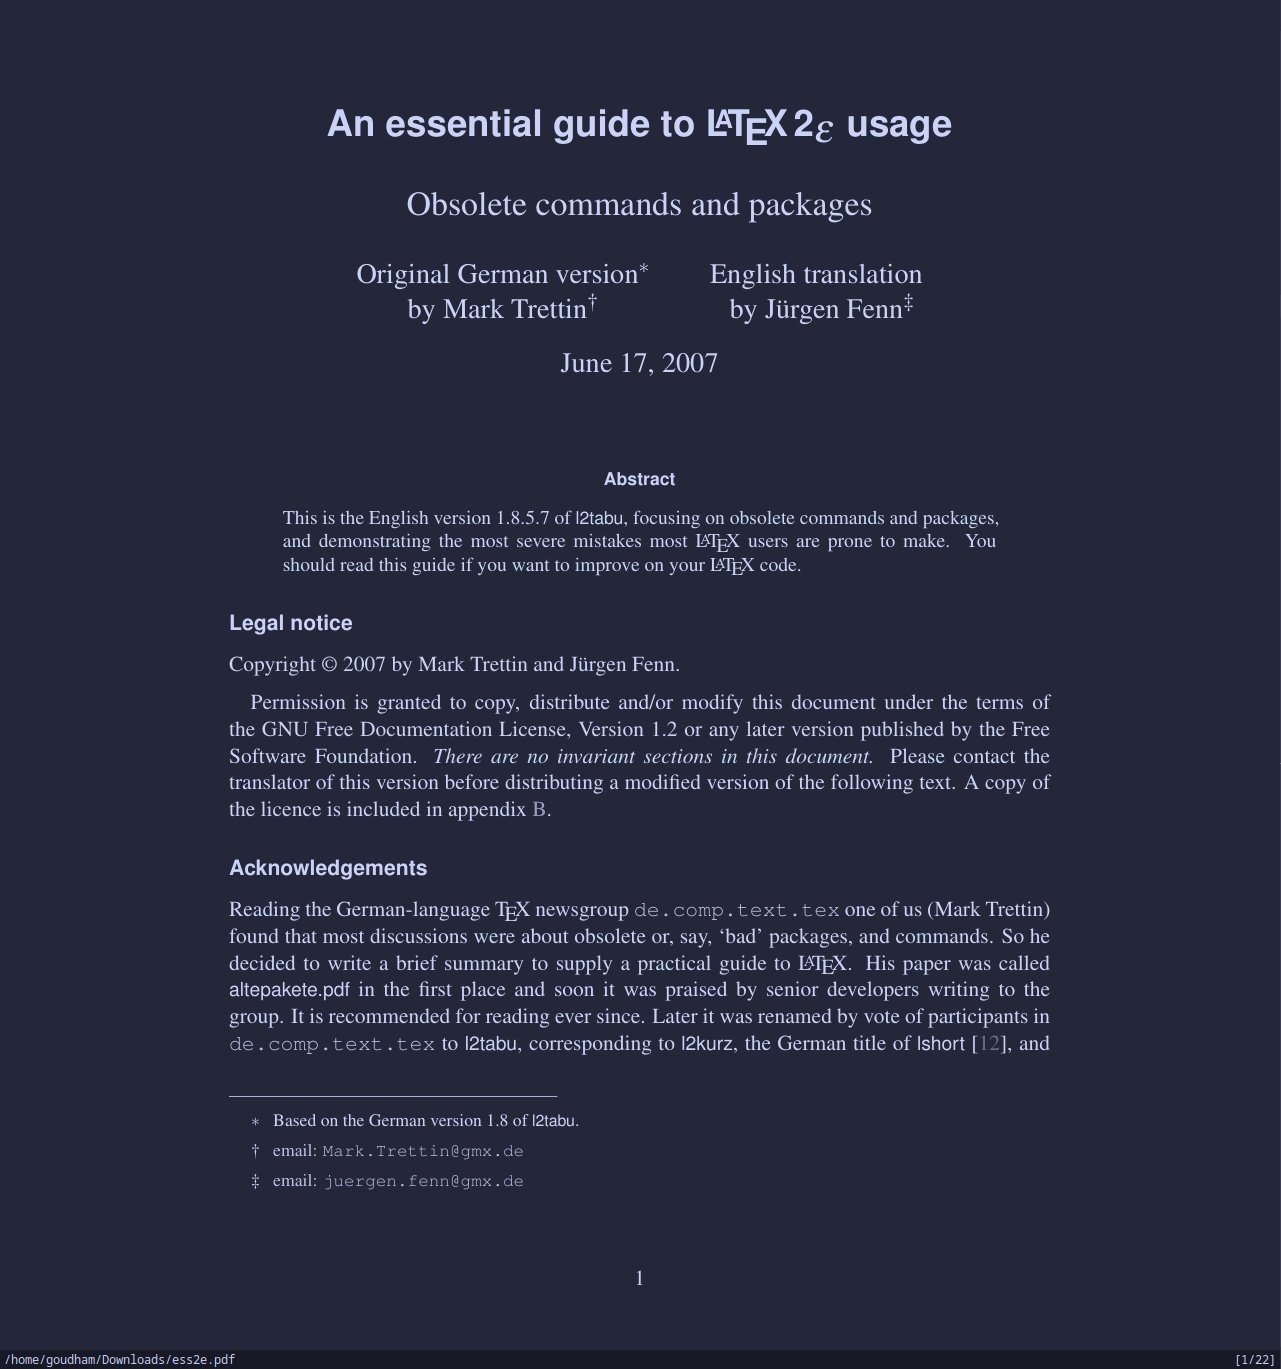 An essential guide to LATEX 2ε usage
Obsolete commands and packages
Original German version* English translation
by Mark Trettin† by Jürgen Fenn‡
June 17, 2007
Abstract
This is the English version 1.8.5.7 of l2tabu, focusing on obsolete commands and packages,
and demonstrating the most severe mistakes most LATEX users are prone to make. You
should read this guide if you want to improve on your LATEX code.
Legal notice
Copyright © 2007 by Mark Trettin and Jürgen Fenn.
Permission is granted to copy, distribute and/or modify this document under the terms of
the GNU Free Documentation License, Version 1.2 or any later version published by the Free
Software Foundation. There are no invariant sections in this document. Please contact the
translator of this version before distributing a modified version of the following text. A copy of
the licence is included in appendix B.
Acknowledgements
Reading the German-language TEX newsgroup de.comp.text.tex one of us (Mark Trettin)
found that most discussions were about obsolete or, say, ‘bad’ packages, and commands. So he
decided to write a brief summary to supply a practical guide to LATEX. His paper was called
altepakete.pdf in the first place and soon it was praised by senior developers writing to the
group. It is recommended for reading ever since. Later it was renamed by vote of participants in
de.comp.text.tex to l2tabu, corresponding to l2kurz, the German title of lshort [12], and
* Based on the German version 1.8 of l2tabu.
† email: Mark.Trettin@gmx.de
‡ email: juergen.fenn@gmx.de
1
/home/goudham/Downloads/ess2e.pdf [1/22]